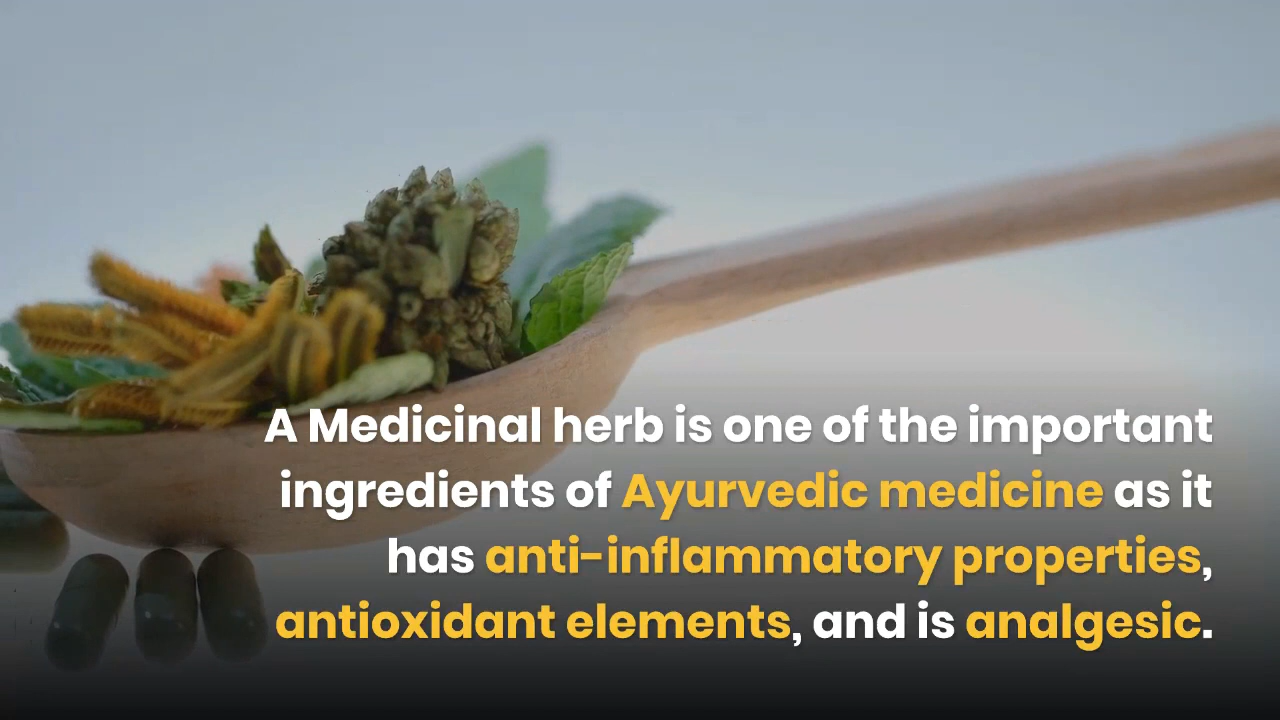 A Medicinal herb is one of the important
ingredients of Ayurvedic medicine as it
has anti-inflammatory properties,
antioxidant elements, and is analgesic.